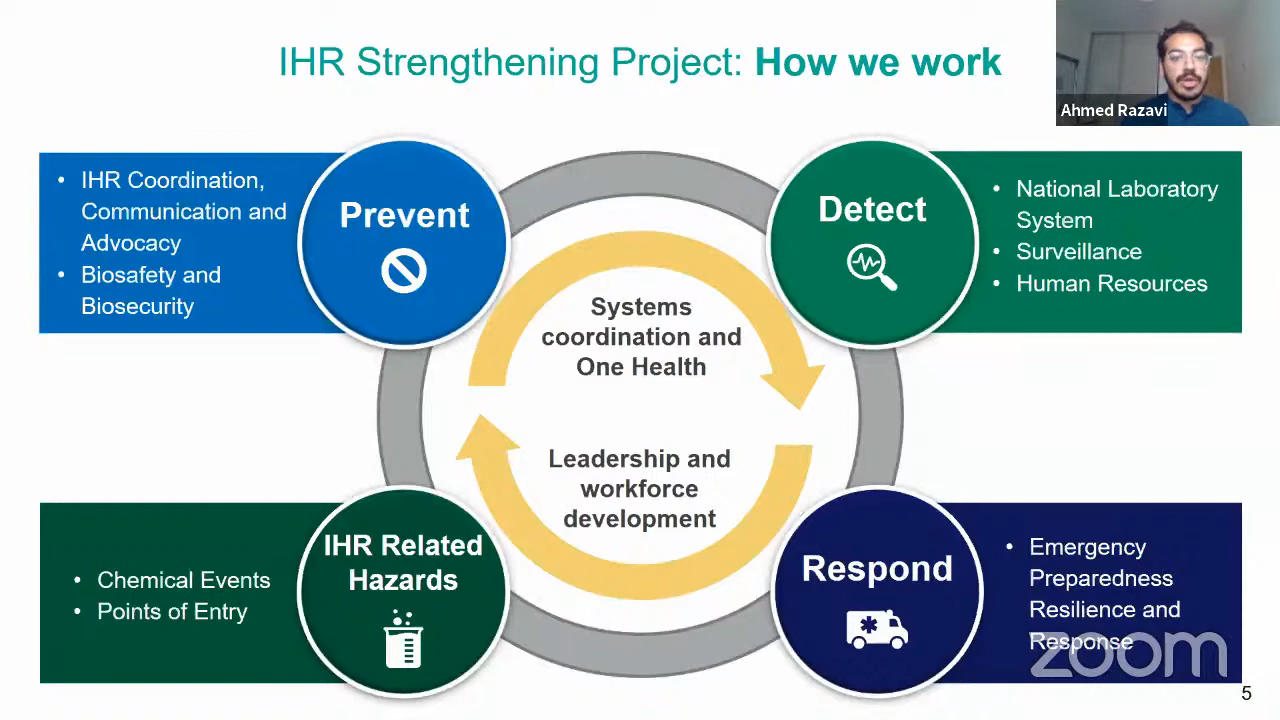 IHR Strengthening Project: How we work
Ahmed Razavi
• IHR Coordination,
Communication and
Advocacy
• Biosafety and
Biosecurity
Prevent
Detect
• National Laboratory
System
• Surveillance
• Human Resources
Systems
coordination and
One Health
Leadership and
workforce
development
• Chemical Events
• Points of Entry
IHR Related
Hazards
Respond
• Emergency
Preparedness
Resilience and
Response
zoom
5